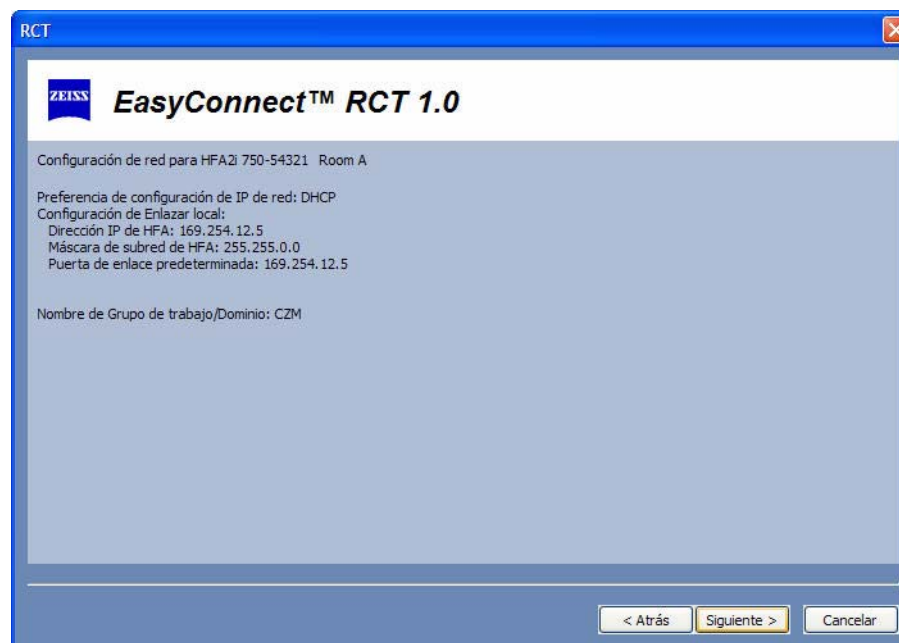 RCT
ZEISS
EasyConnect™ RCT 1.0
Configuración de red para HFA2i 750-54321 Room A
Preferencia de configuración de IP de red: DHCP
Configuración de Enlazar local:
Dirección IP de HFA: 169.254.12.5
Máscara de subred de HFA: 255.255.0.0
Puerta de enlace predeterminada: 169.254.12.5
Nombre de Grupo de trabajo/Dominio: CZM
< Atrás Siguiente > Cancelar